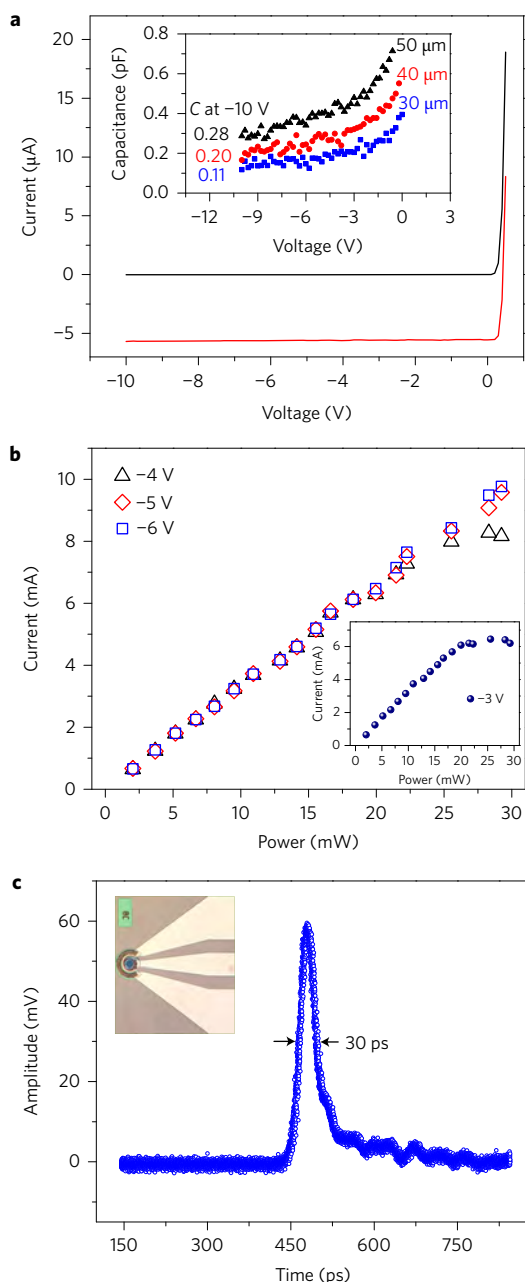 a
20
15
10
5
0
−5
Current (μA)
−10
−8
−6
−4
−2
0
Voltage (V)
0.8
0.6
0.4
0.2
0.0
Capacitance (pF)
−12
−9
−6
−3
0
3
Voltage (V)
50 μm
40 μm
30 μm
C at −10 V
0.28
0.20
0.11
b
−4 V
−5 V
−6 V
10
8
6
4
2
0
Current (mA)
0
5
10
15
20
25
30
Power (mW)
6
4
2
0
Current (mA)
−3 V
0
5
10
15
20
25
30
Power (mW)
c
60
40
20
0
Amplitude (mV)
30 ps
150
300
450
600
750
Time (ps)